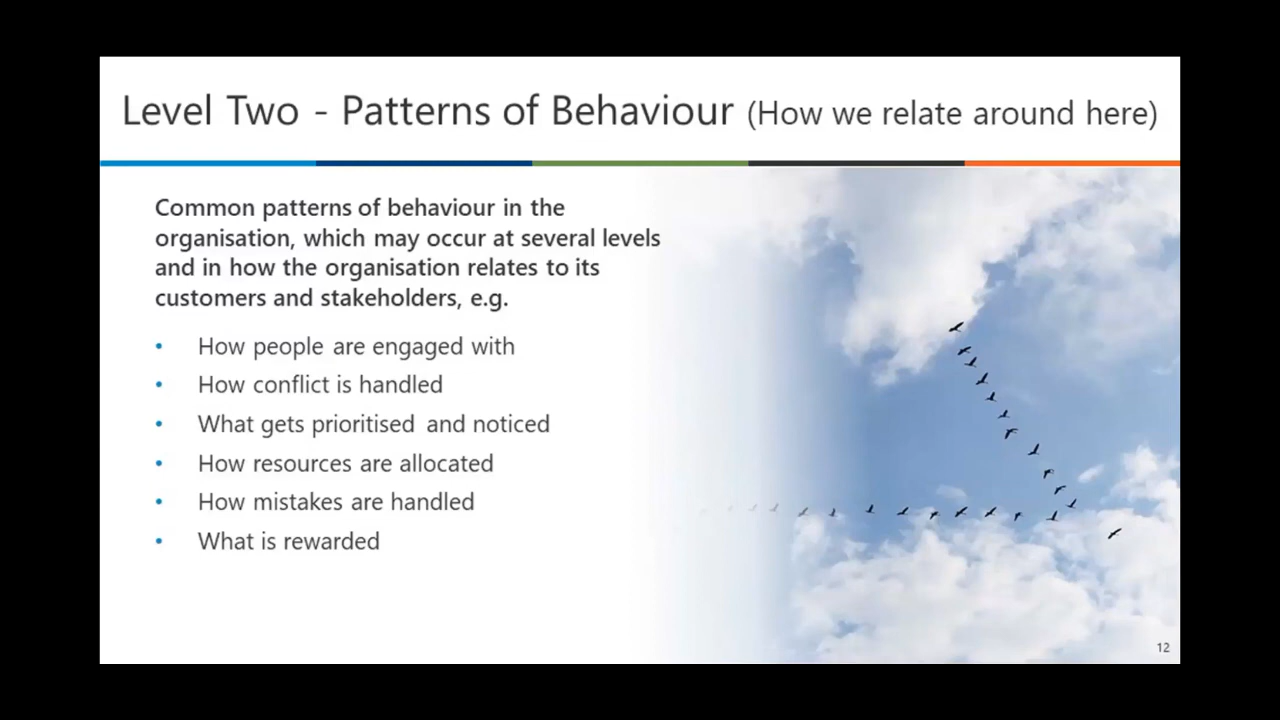 Level Two - Patterns of Behaviour (How we relate around here)
Common patterns of behaviour in the
organisation, which may occur at several levels
and in how the organisation relates to its
customers and stakeholders, e.g.
• How people are engaged with
• How conflict is handled
• What gets prioritised and noticed
• How resources are allocated
• How mistakes are handled
• What is rewarded
12